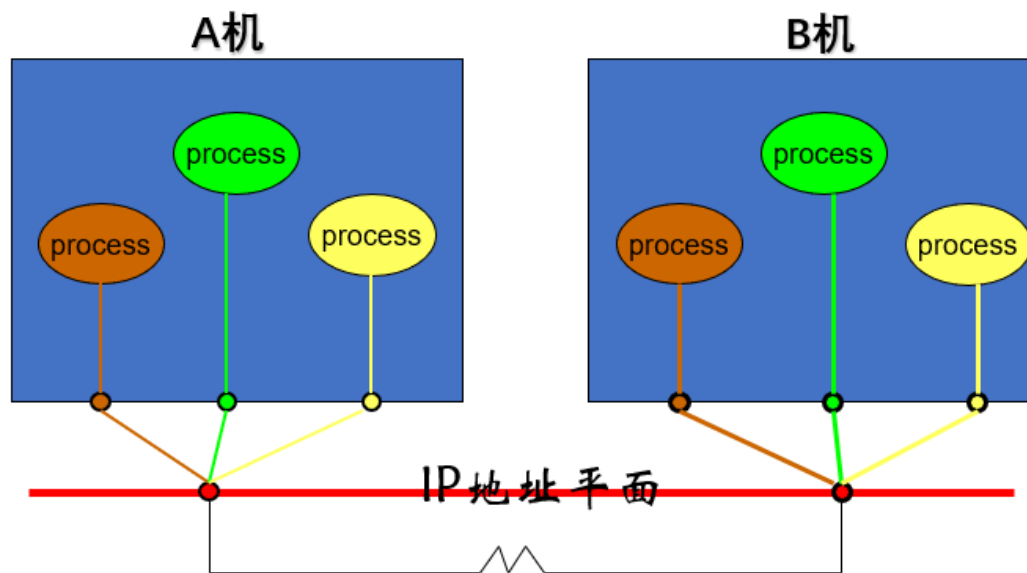 A机
B机
process
process
process
process
process
process
IP地址平面